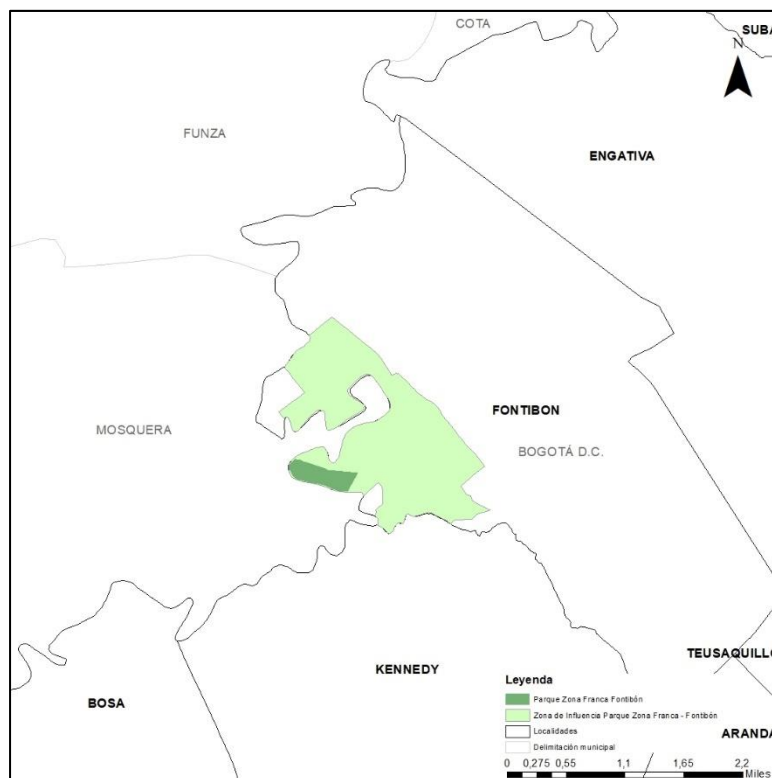 COTA
SUBA
N
FUNZA
ENGATIVA
FONTIBON
MOSQUERA
BOGOTÁ D.C.
TEUSAQUILLO
KENNEDY
BOSA
Leyenda
Parque Zona Franca Fontibón
Zona de Influencia Parque Zona Franca - Fontibón
Localidades
Delimitación municipal
ARANDA
0 0,275 0,55 1,1 1,65 2,2
Miles